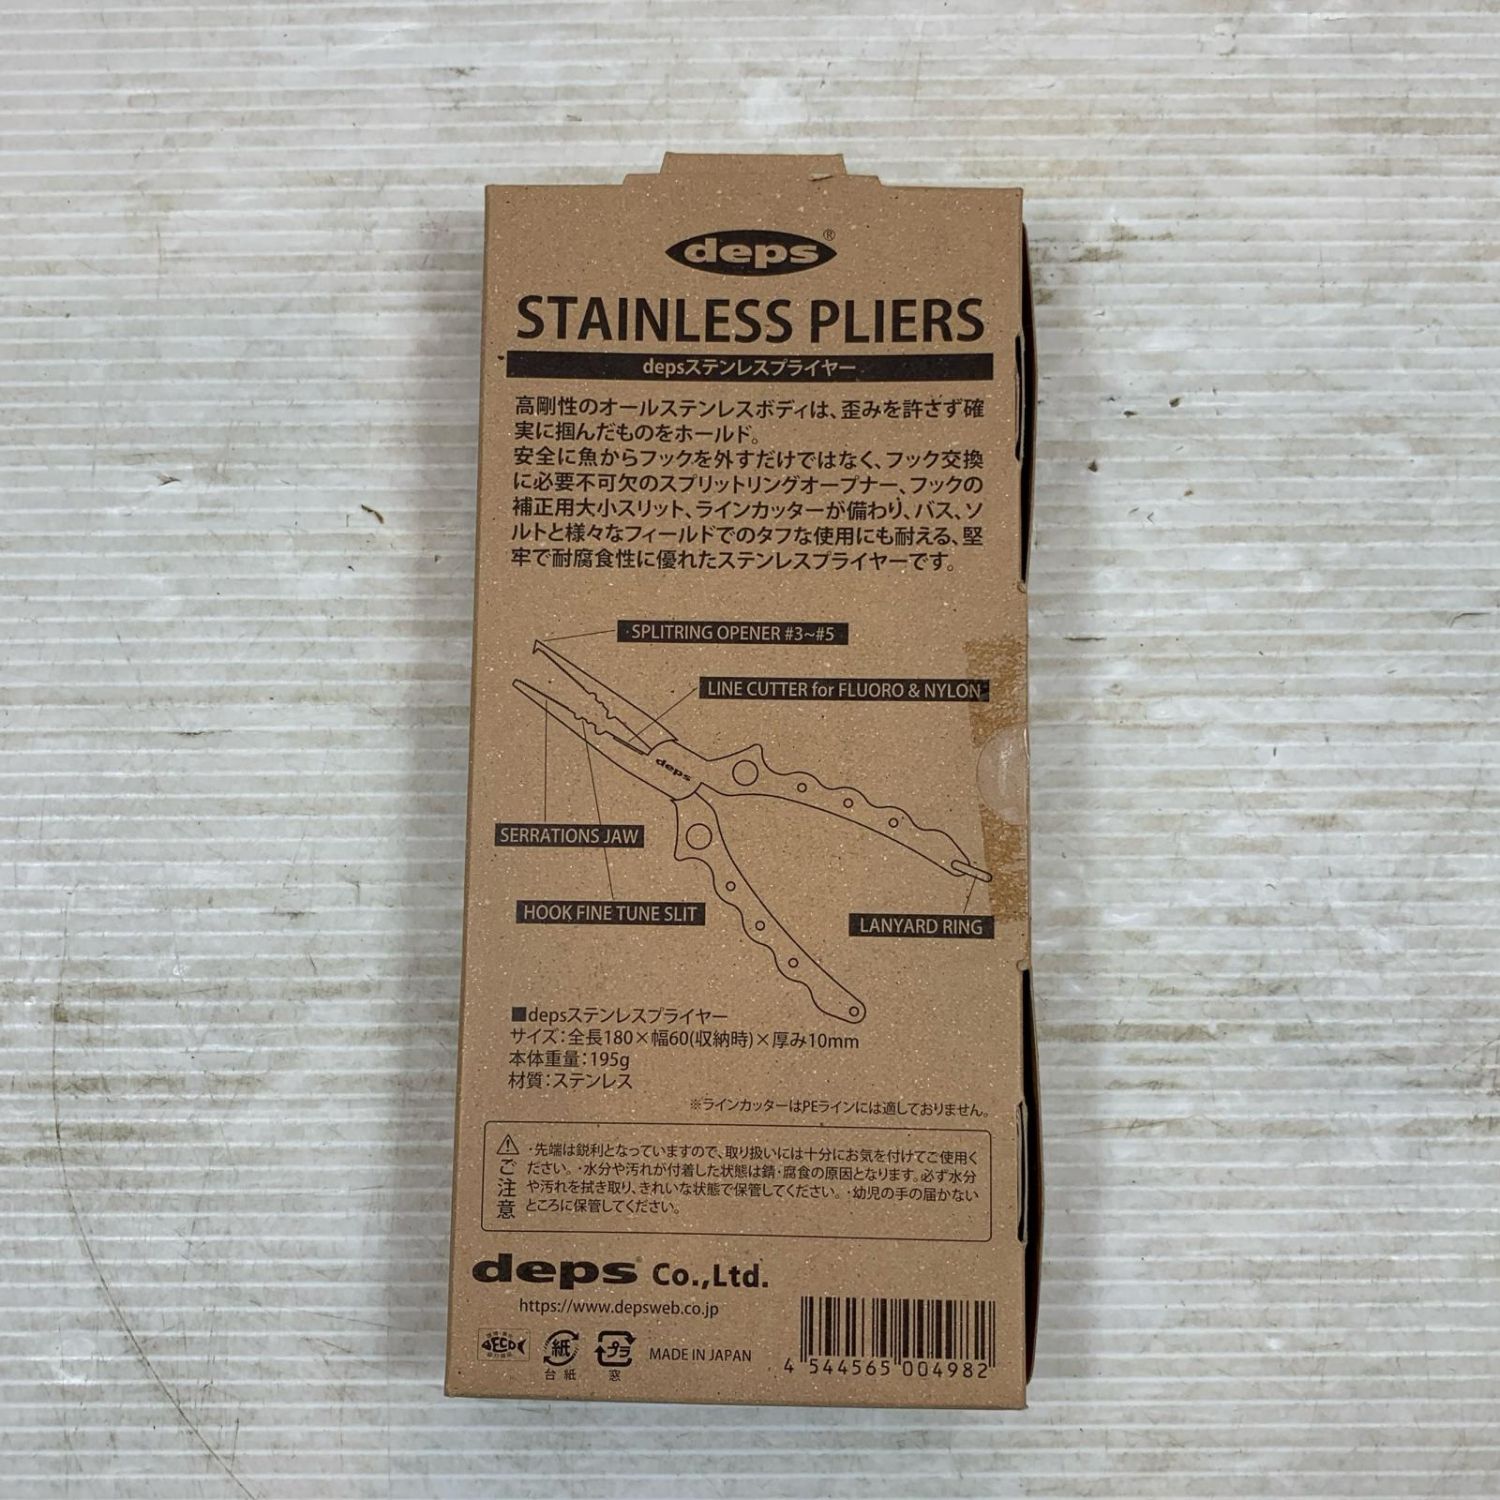 deps®
STAINLESS PLIERS
depsステンレスプライヤー
高剛性のオールステンレスボディは、歪みを許さず確
実に掴んだものをホールド。
安全に魚からフックを外すだけではなく、フック交換
に必要不可欠のスプリットリングオープナー、フックの
補正用大小スリット、ラインカッターが備わり、バス、ソ
ルトと様々なフィールドでのタフな使用にも耐える、堅
牢で耐腐食性に優れたステンレスプライヤーです。
・SPLITRING OPENER #3~#5
LINE CUTTER for FLUORO & NYLON
deps
SERRATIONS JAW
HOOK FINE TUNE SLIT
LANYARD RING
■depsステンレスプライヤー
サイズ：全長180×幅60(収納時)×厚み10mm
本体重量：195g
材質：ステンレス
※ラインカッターはPEラインには適しておりません。
⚠ご注意
・先端は鋭利となっていますので、取り扱いには十分にお気を付けてご使用く
ださい。・水分や汚れが付着した状態は錆・腐食の原因となります。必ず水分
や汚れを拭き取り、きれいな状態で保管してください。・幼児の手の届かない
ところに保管してください。
deps® Co.,Ltd.
https://www.depsweb.co.jp
ECO
紙
台紙
プラ
窓
MADE IN JAPAN
4 544565 004982